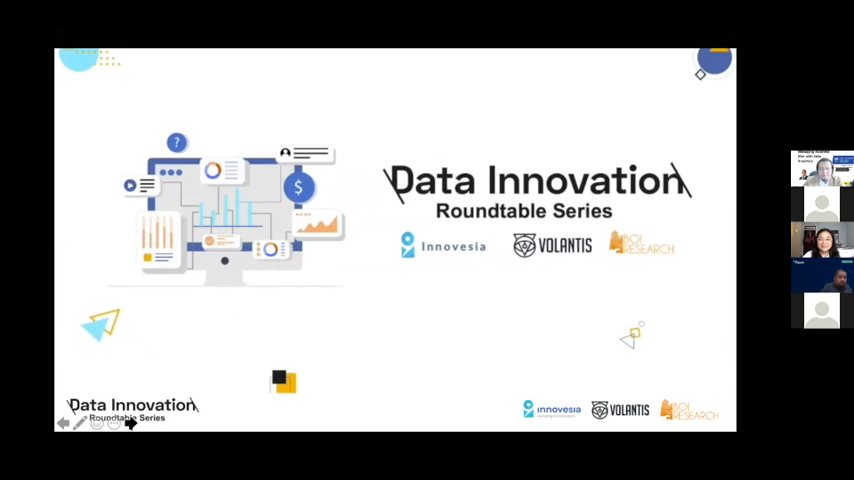 ?
$
Data Innovation
Roundtable Series
Innovesia
VOLANTIS
BOI
RESEARCH
Data Innovation
Roundtable Series
innovesia
VOLANTIS
BOI
RESEARCH